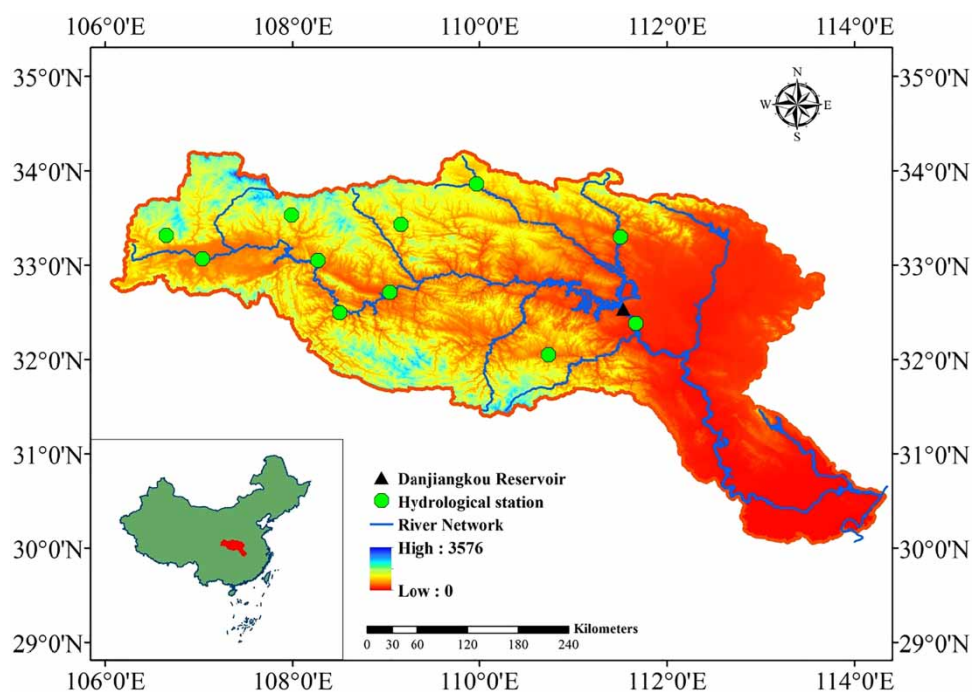 106°0'E 108°0'E 110°0'E 112°0'E 114°0'E
35°0'N 35°0'N
N
W E
S
34°0'N 34°0'N
33°0'N 33°0'N
32°0'N 32°0'N
31°0'N 31°0'N
Danjiangkou Reservoir
Hydrological station
River Network
High : 3576
30°0'N 30°0'N
Low : 0
Kilometers
0 30 60 120 180 240
29°0'N 29°0'N
106°0'E 108°0'E 110°0'E 112°0'E 114°0'E